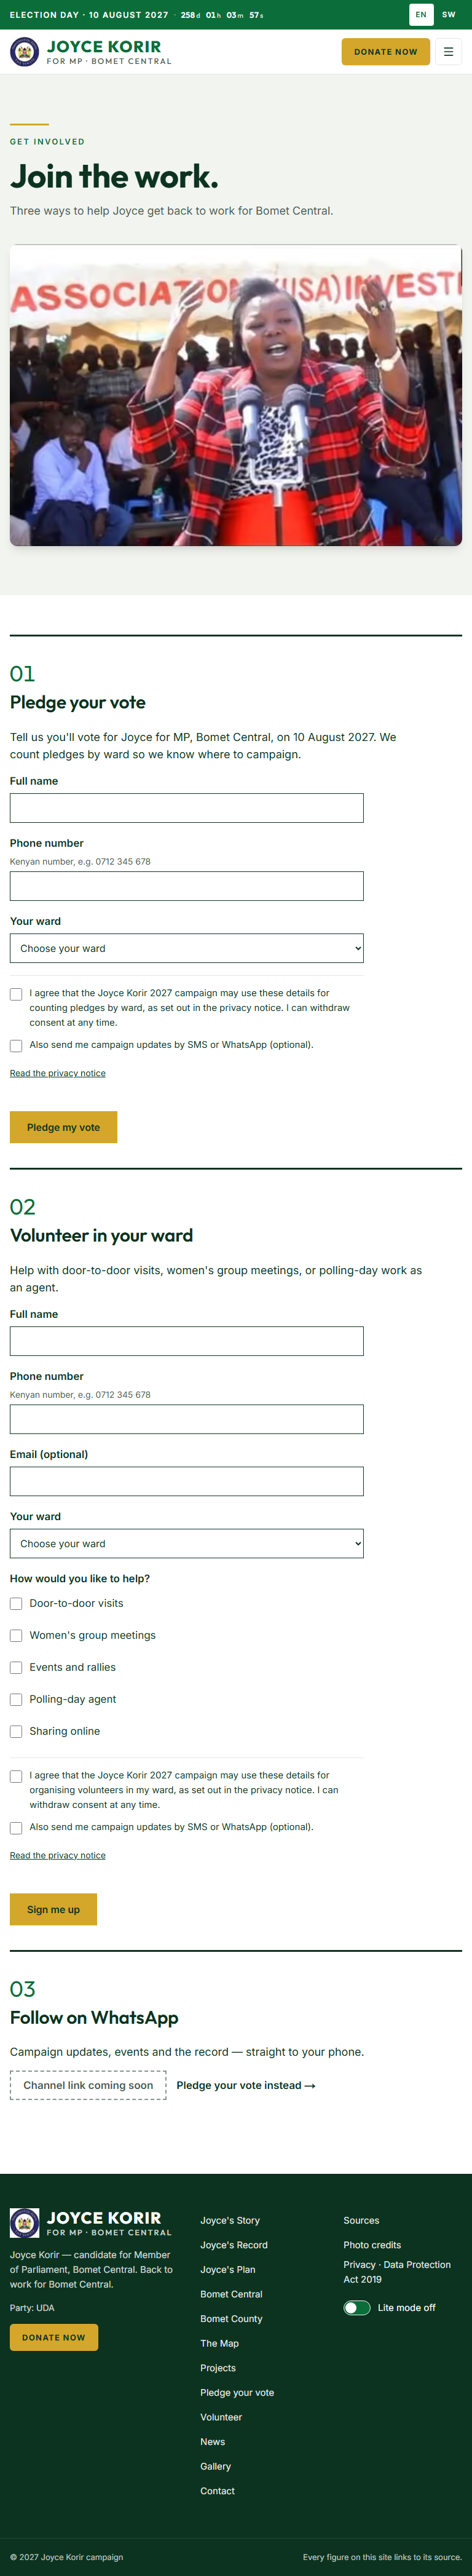 ELECTION DAY · 10 AUGUST 2027 · 258d 01h 03m 57s
EN SW
JOYCE KORIR
FOR MP · BOMET CENTRAL
DONATE NOW
GET INVOLVED
Join the work.
Three ways to help Joyce get back to work for Bomet Central.
ASSOCIATION (SA) INVESTME
01
Pledge your vote
Tell us you'll vote for Joyce for MP, Bomet Central, on 10 August 2027. We
count pledges by ward so we know where to campaign.
Full name
Phone number
Kenyan number, e.g. 0712 345 678
Your ward
Choose your ward
I agree that the Joyce Korir 2027 campaign may use these details for
counting pledges by ward, as set out in the privacy notice. I can withdraw
consent at any time.
Also send me campaign updates by SMS or WhatsApp (optional).
Read the privacy notice
Pledge my vote
02
Volunteer in your ward
Help with door-to-door visits, women's group meetings, or polling-day work as
an agent.
Full name
Phone number
Kenyan number, e.g. 0712 345 678
Email (optional)
Your ward
Choose your ward
How would you like to help?
Door-to-door visits
Women's group meetings
Events and rallies
Polling-day agent
Sharing online
I agree that the Joyce Korir 2027 campaign may use these details for
organising volunteers in my ward, as set out in the privacy notice. I can
withdraw consent at any time.
Also send me campaign updates by SMS or WhatsApp (optional).
Read the privacy notice
Sign me up
03
Follow on WhatsApp
Campaign updates, events and the record — straight to your phone.
Channel link coming soon
Pledge your vote instead →
JOYCE KORIR
FOR MP · BOMET CENTRAL
Joyce Korir — candidate for Member
of Parliament, Bomet Central. Back to
work for Bomet Central.
Party: UDA
DONATE NOW
Joyce's Story
Joyce's Record
Joyce's Plan
Bomet Central
Bomet County
The Map
Projects
Pledge your vote
Volunteer
News
Gallery
Contact
Sources
Photo credits
Privacy · Data Protection
Act 2019
Lite mode off
© 2027 Joyce Korir campaign
Every figure on this site links to its source.